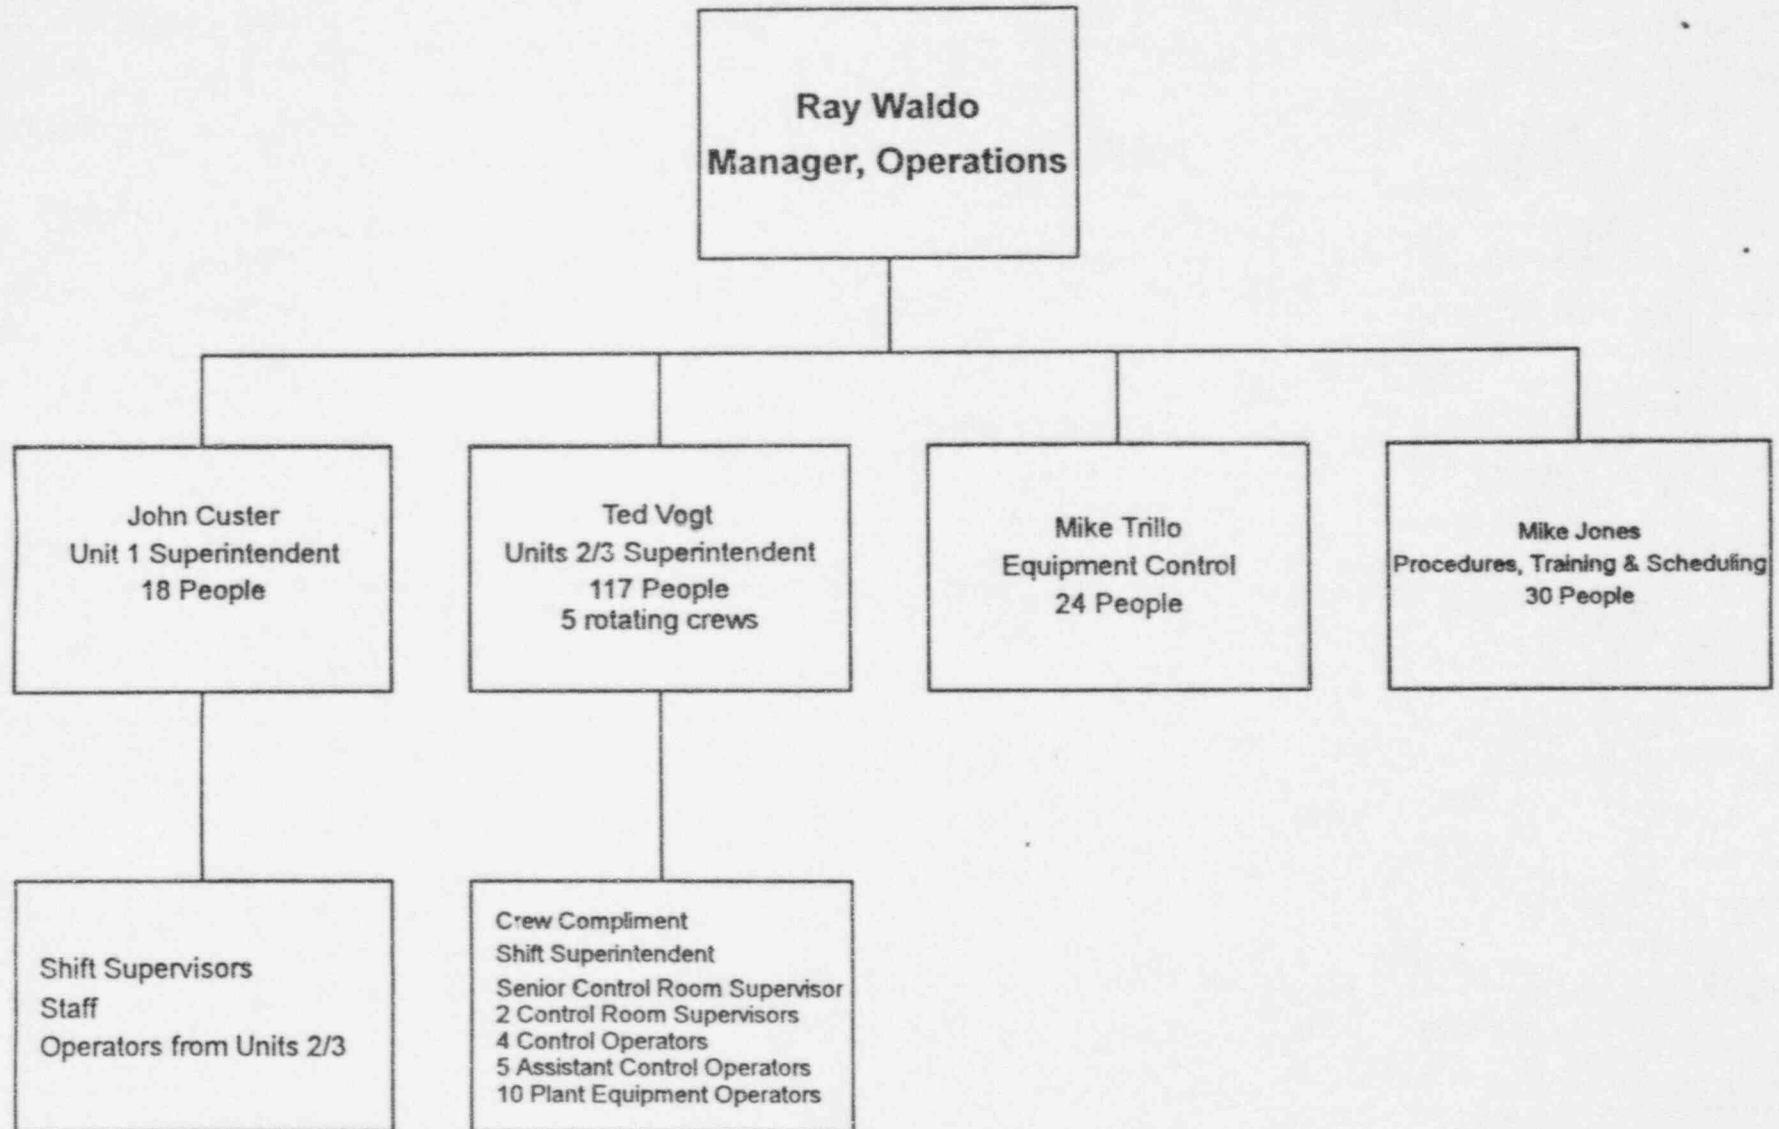 Ray Waldo
Manager, Operations
John Custer
Unit 1 Superintendent
18 People
Ted Vogt
Units 2/3 Superintendent
117 People
5 rotating crews
Mike Trillo
Equipment Control
24 People
Mike Jones
Procedures, Training & Scheduling
30 People
Shift Supervisors
Staff
Operators from Units 2/3
Crew Compliment
Shift Superintendent
Senior Control Room Supervisor
2 Control Room Supervisors
4 Control Operators
5 Assistant Control Operators
10 Plant Equipment Operators